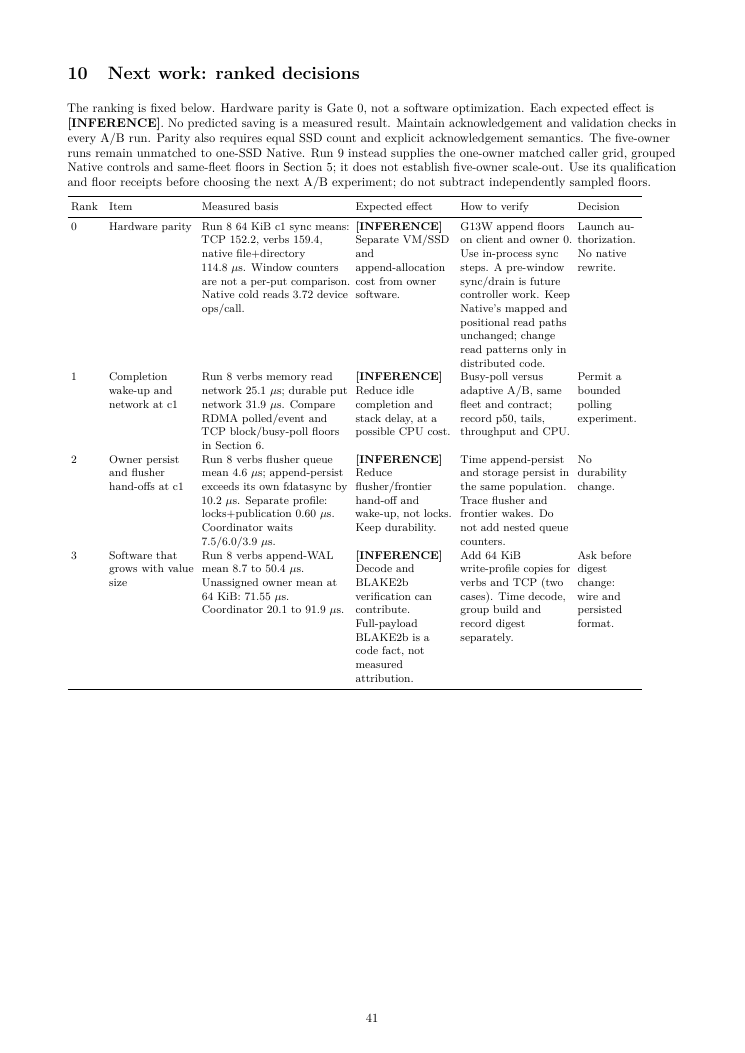 10 Next work: ranked decisions
The ranking is fixed below. Hardware parity is Gate 0, not a software optimization. Each expected effect is
[INFERENCE]. No predicted saving is a measured result. Maintain acknowledgement and validation checks in
every A/B run. Parity also requires equal SSD count and explicit acknowledgement semantics. The five-owner
runs remain unmatched to one-SSD Native. Run 9 instead supplies the one-owner matched caller grid, grouped
Native controls and same-fleet floors in Section 5; it does not establish five-owner scale-out. Use its qualification
and floor receipts before choosing the next A/B experiment; do not subtract independently sampled floors.
Rank Item Measured basis Expected effect How to verify Decision
0 Hardware parity Run 8 64 KiB c1 sync means: [INFERENCE] G13W append floors Launch au-
TCP 152.2, verbs 159.4, Separate VM/SSD on client and owner 0. thorization.
native file+directory and Use in-process sync No native
114.8 μs. Window counters append-allocation steps. A pre-window rewrite.
are not a per-put comparison. cost from owner sync/drain is future
Native cold reads 3.72 device software. controller work. Keep
ops/call. Native's mapped and
positional read paths
unchanged; change
read patterns only in
distributed code.
1 Completion Run 8 verbs memory read [INFERENCE] Busy-poll versus Permit a
wake-up and network 25.1 μs; durable put Reduce idle adaptive A/B, same bounded
network at c1 network 31.9 μs. Compare completion and fleet and contract; polling
RDMA polled/event and stack delay, at a record p50, tails, experiment.
TCP block/busy-poll floors possible CPU cost. throughput and CPU.
in Section 6.
2 Owner persist Run 8 verbs flusher queue [INFERENCE] Time append-persist No
and flusher mean 4.6 μs; append-persist Reduce and storage persist in durability
hand-offs at c1 exceeds its own fdatasync by flusher/frontier the same population. change.
10.2 μs. Separate profile: hand-off and Trace flusher and
locks+publication 0.60 μs. wake-up, not locks. frontier wakes. Do
Coordinator waits Keep durability. not add nested queue
7.5/6.0/3.9 μs. counters.
3 Software that Run 8 verbs append-WAL [INFERENCE] Add 64 KiB Ask before
grows with value mean 8.7 to 50.4 μs. Decode and write-profile copies for digest
size Unassigned owner mean at BLAKE2b verbs and TCP (two change:
64 KiB: 71.55 μs. verification can cases). Time decode, wire and
Coordinator 20.1 to 91.9 μs. contribute. group build and persisted
Full-payload record digest format.
BLAKE2b is a separately.
code fact, not
measured
attribution.
41